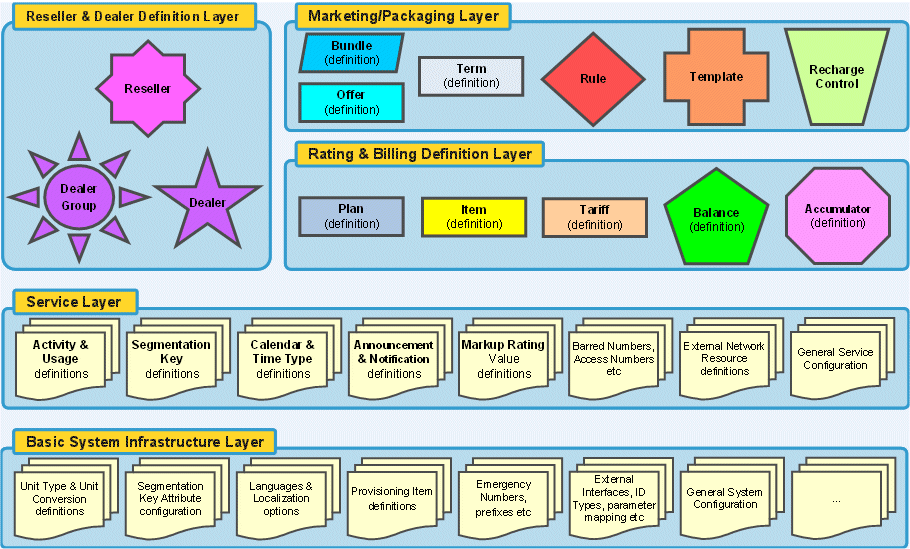 Reseller & Dealer Definition Layer
Reseller
Dealer
Group
Dealer
Marketing/Packaging Layer
Bundle
(definition)
Offer
(definition)
Term
(definition)
Rule
Template
Recharge
Control
Rating & Billing Definition Layer
Plan
(definition)
Item
(definition)
Tariff
(definition)
Balance
(definition)
Accumulator
(definition)
Service Layer
Activity &
Usage
definitions
Segmentation
Key
definitions
Calendar &
Time Type
definitions
Announcement
& Notification
definitions
Markup Rating
Value
definitions
Barred Numbers,
Access Numbers
etc
External Network
Resource
definitions
General Service
Configuration
Basic System Infrastructure Layer
Unit Type & Unit
Conversion
definitions
Segmentation
Key Attribute
configuration
Languages &
Localization
options
Provisioning Item
definitions
Emergency
Numbers,
prefixes etc
External
Interfaces, ID
Types, parameter
mapping etc
General System
Configuration
...